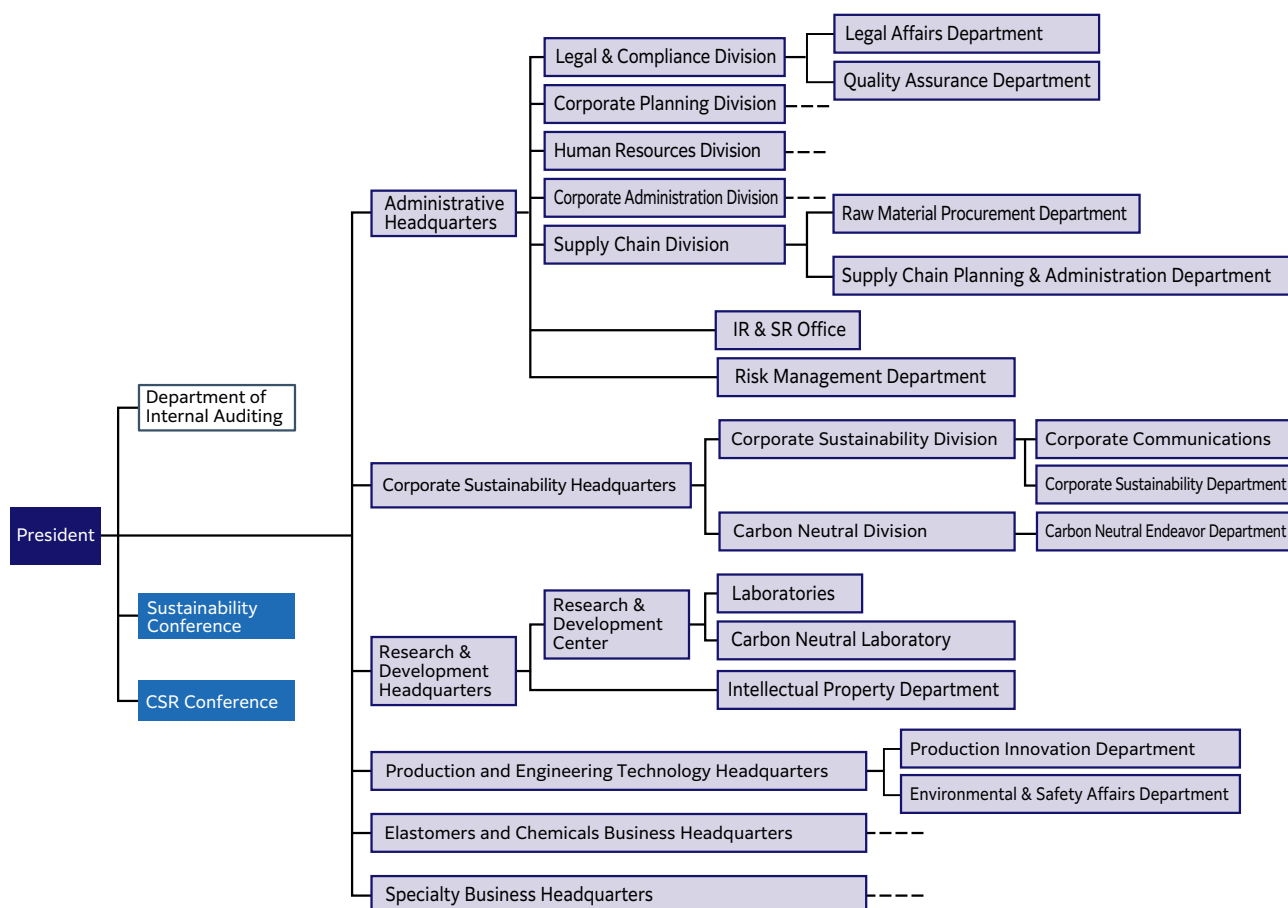 Legal Affairs Department
Legal & Compliance Division
Quality Assurance Department
Corporate Planning Division
Human Resources Division
Administrative
Headquarters
Corporate Administration Division
Raw Material Procurement Department
Supply Chain Division
Supply Chain Planning & Administration Department
IR & SR Office
Risk Management Department
Department of
Internal Auditing
Corporate Sustainability Division
Corporate Communications
Corporate Sustainability Headquarters
Corporate Sustainability Department
President
Carbon Neutral Division
Carbon Neutral Endeavor Department
Sustainability
Conference
Research &
Development
Center
Laboratories
Carbon Neutral Laboratory
Research &
Development
Headquarters
Intellectual Property Department
CSR Conference
Production Innovation Department
Production and Engineering Technology Headquarters
Environmental & Safety Affairs Department
Elastomers and Chemicals Business Headquarters
Specialty Business Headquarters